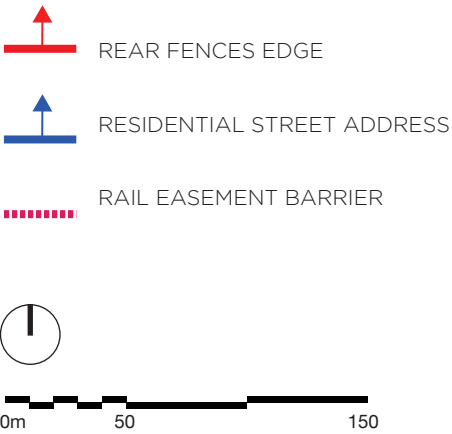 REAR FENCES EDGE
RESIDENTIAL STREET ADDRESS
RAIL EASEMENT BARRIER
0m 50 150